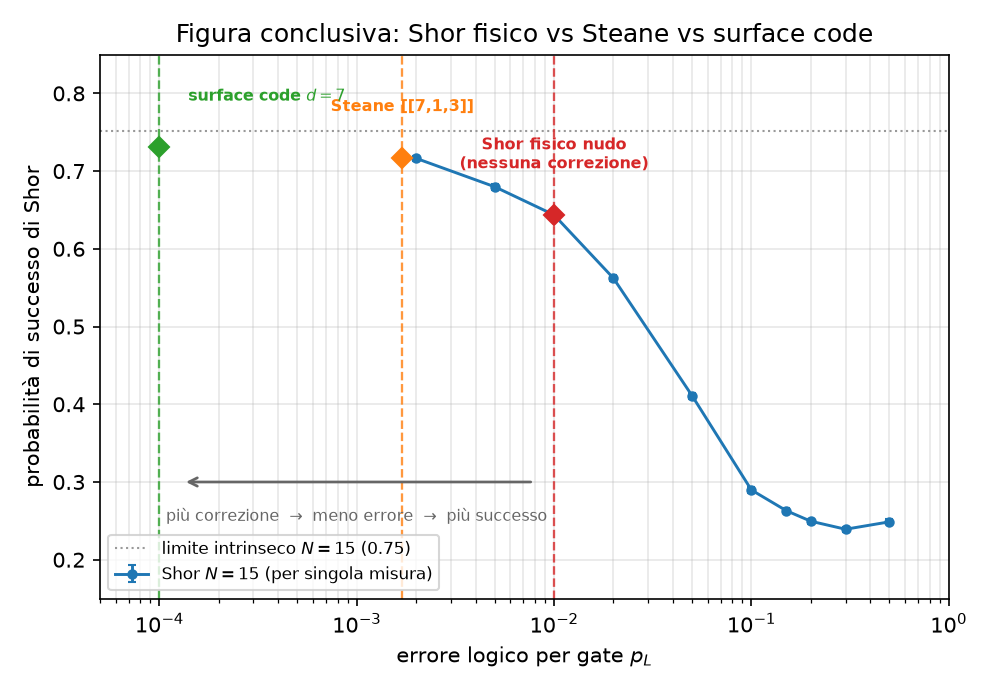 Figura conclusiva: Shor fisico vs Steane vs surface code
probabilità di successo di Shor
0.8
0.7
0.6
0.5
0.4
0.3
0.2
surface code d = 7
Steane [[7,1,3]]
Shor fisico nudo
(nessuna correzione)
più correzione → meno errore → più successo
limite intrinseco N = 15 (0.75)
Shor N = 15 (per singola misura)
10⁻⁴
10⁻³
10⁻²
10⁻¹
10⁰
errore logico per gate p_L